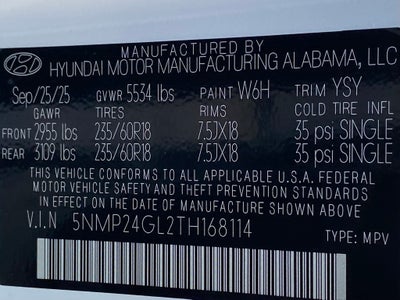 MANUFACTURED BY
HYUNDAI MOTOR MANUFACTURING ALABAMA, LLC
Sep/25/25 GVWR 5534 lbs PAINT W6H TRIM YSY
GAWR TIRES RIMS COLD TIRE INFL
FRONT 2955 lbs 235/60R18 7.5JX18 35 psi SINGLE
REAR 3109 lbs 235/60R18 7.5JX18 35 psi SINGLE
THIS VEHICLE CONFORMS TO ALL APPLICABLE U.S.A. FEDERAL
MOTOR VEHICLE SAFETY AND THEFT PREVENTION STANDARDS
IN EFFECT ON THE DATE OF MANUFACTURE SHOWN ABOVE
V.I.N 5NMP24GL2TH168114 TYPE: MPV